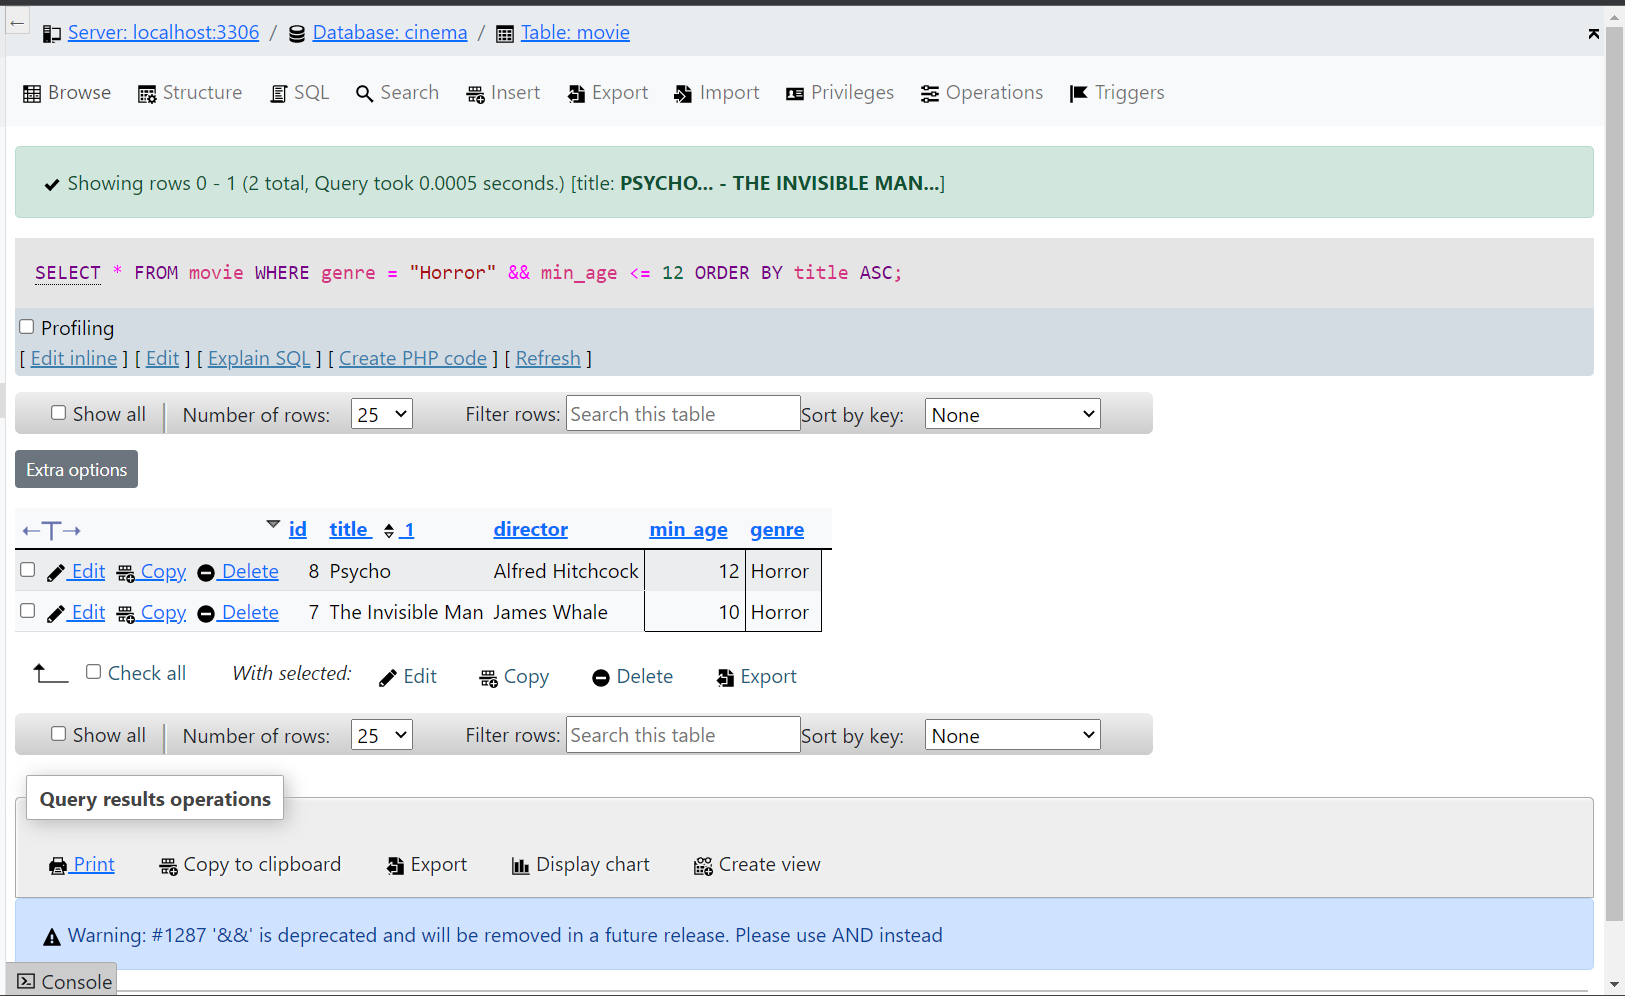 Server: localhost:3306 / Database: cinema / Table: movie
Browse Structure SQL Search Insert Export Import Privileges Operations Triggers
Showing rows 0 - 1 (2 total, Query took 0.0005 seconds.) [title: PSYCHO... - THE INVISIBLE MAN...]
SELECT * FROM movie WHERE genre = "Horror" && min_age <= 12 ORDER BY title ASC;
Profiling
[ Edit inline ] [ Edit ] [ Explain SQL ] [ Create PHP code ] [ Refresh ]
Show all Number of rows: 25 Filter rows: Search this table Sort by key: None
Extra options
←T→ id title 1 director min_age genre
Edit Copy Delete 8 Psycho Alfred Hitchcock 12 Horror
Edit Copy Delete 7 The Invisible Man James Whale 10 Horror
Check all With selected: Edit Copy Delete Export
Show all Number of rows: 25 Filter rows: Search this table Sort by key: None
Query results operations
Print Copy to clipboard Export Display chart Create view
Warning: #1287 '&&' is deprecated and will be removed in a future release. Please use AND instead
Console